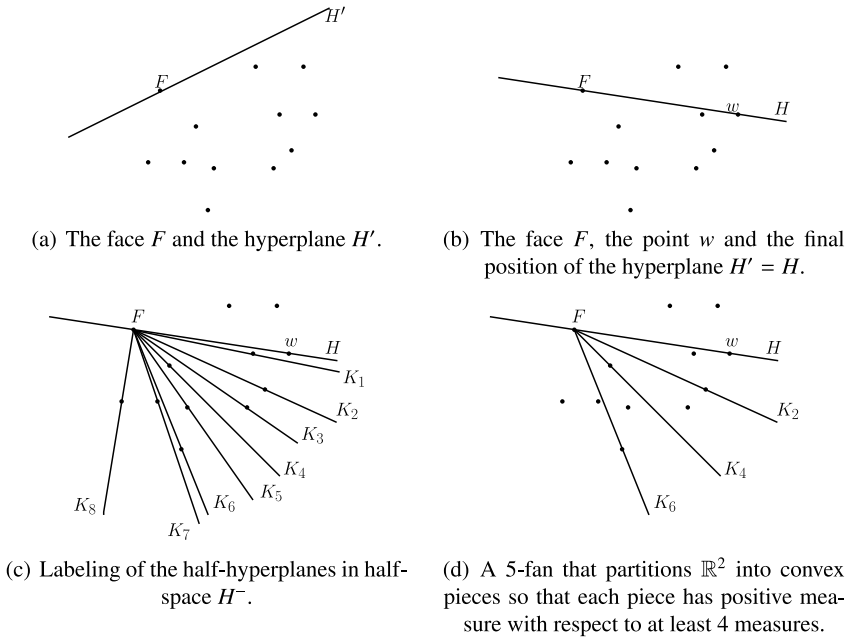 H′
F
F
w
H
(a) The face F and the hyperplane H′.
(b) The face F, the point w and the final
position of the hyperplane H′ = H.
F
w
H
K₁
K₂
K₃
K₄
K₅
K₆
K₇
K₈
F
w
H
K₂
K₄
K₆
(c) Labeling of the half-hyperplanes in half-
space H⁻.
(d) A 5-fan that partitions ℝ² into convex
pieces so that each piece has positive mea-
sure with respect to at least 4 measures.